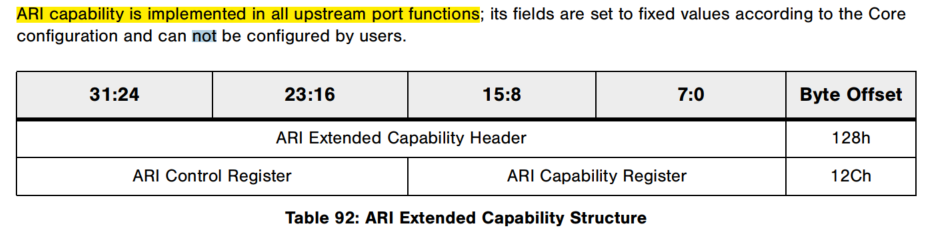 ARI capability is implemented in all upstream port functions; its fields are set to fixed values according to the Core
configuration and can not be configured by users.
31:24 23:16 15:8 7:0 Byte Offset
ARI Extended Capability Header 128h
ARI Control Register ARI Capability Register 12Ch
Table 92: ARI Extended Capability Structure